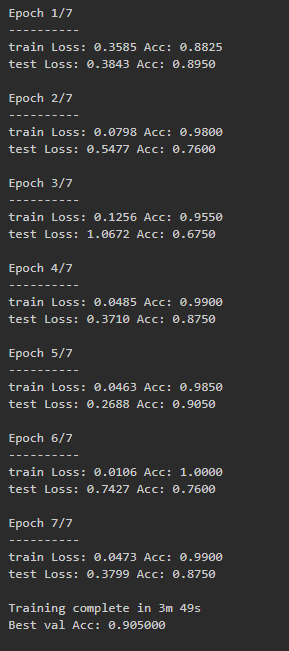 Epoch 1/7
----------
train Loss: 0.3585 Acc: 0.8825
test Loss: 0.3843 Acc: 0.8950

Epoch 2/7
----------
train Loss: 0.0798 Acc: 0.9800
test Loss: 0.5477 Acc: 0.7600

Epoch 3/7
----------
train Loss: 0.1256 Acc: 0.9550
test Loss: 1.0672 Acc: 0.6750

Epoch 4/7
----------
train Loss: 0.0485 Acc: 0.9900
test Loss: 0.3710 Acc: 0.8750

Epoch 5/7
----------
train Loss: 0.0463 Acc: 0.9850
test Loss: 0.2688 Acc: 0.9050

Epoch 6/7
----------
train Loss: 0.0106 Acc: 1.0000
test Loss: 0.7427 Acc: 0.7600

Epoch 7/7
----------
train Loss: 0.0473 Acc: 0.9900
test Loss: 0.3799 Acc: 0.8750

Training complete in 3m 49s
Best val Acc: 0.905000